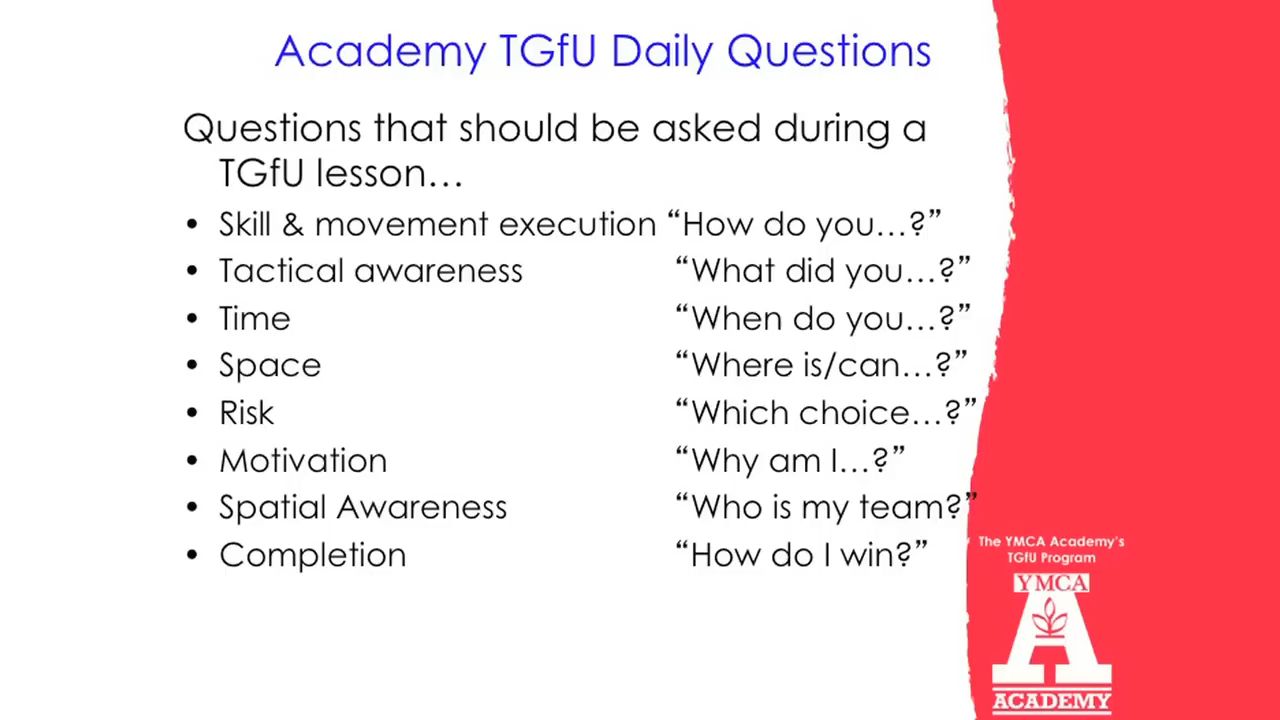 Academy TGfU Daily Questions
Questions that should be asked during a
TGfU lesson…
• Skill & movement execution “How do you…?”
• Tactical awareness “What did you…?”
• Time “When do you…?”
• Space “Where is/can…?”
• Risk “Which choice…?”
• Motivation “Why am I…?”
• Spatial Awareness “Who is my team?”
• Completion “How do I win?”
The YMCA Academy’s
TGfU Program
YMCA
A
ACADEMY